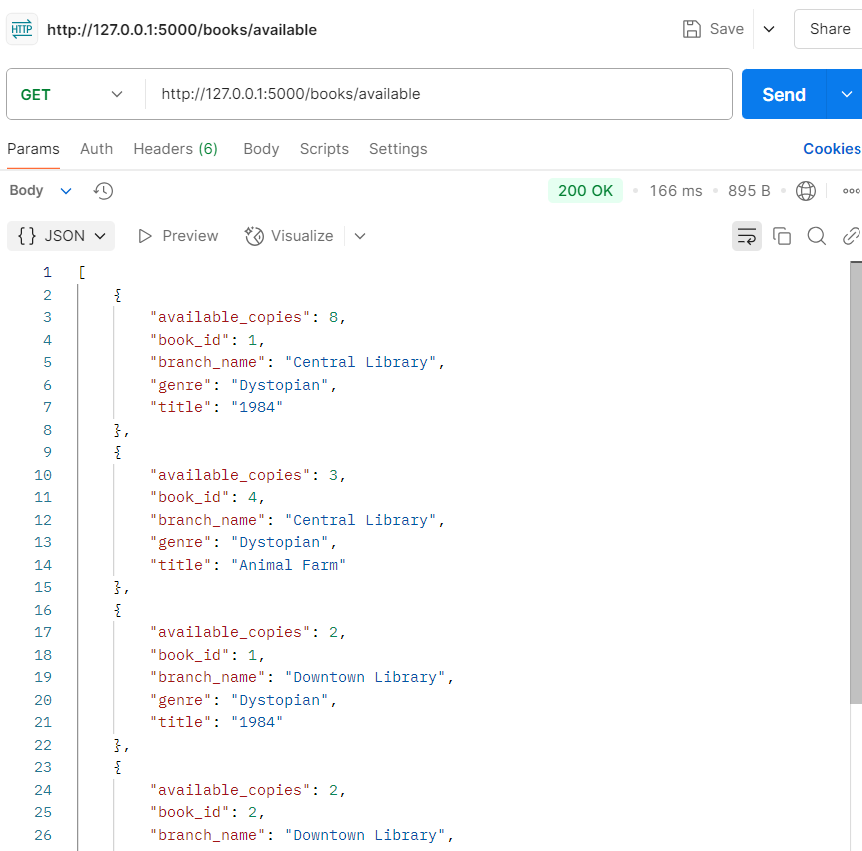 HTTP http://127.0.0.1:5000/books/available Save Share
GET http://127.0.0.1:5000/books/available Send
Params Auth Headers (6) Body Scripts Settings Cookies
Body 200 OK 166 ms 895 B
{} JSON Preview Visualize
1 [
2 {
3 "available_copies": 8,
4 "book_id": 1,
5 "branch_name": "Central Library",
6 "genre": "Dystopian",
7 "title": "1984"
8 },
9 {
10 "available_copies": 3,
11 "book_id": 4,
12 "branch_name": "Central Library",
13 "genre": "Dystopian",
14 "title": "Animal Farm"
15 },
16 {
17 "available_copies": 2,
18 "book_id": 1,
19 "branch_name": "Downtown Library",
20 "genre": "Dystopian",
21 "title": "1984"
22 },
23 {
24 "available_copies": 2,
25 "book_id": 2,
26 "branch_name": "Downtown Library",